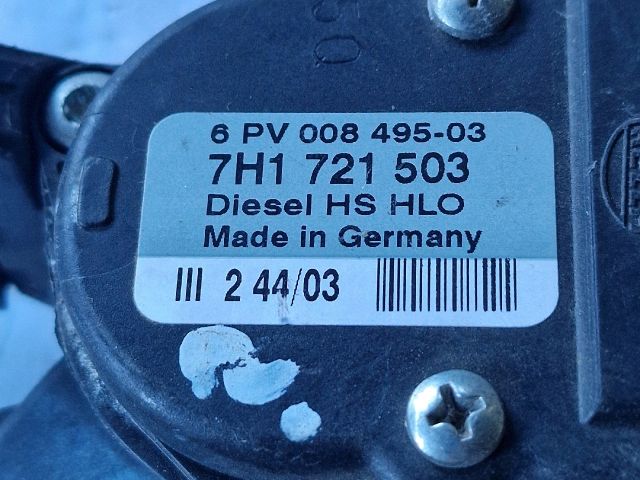 6 PV 008 495-03
7H1 721 503
Diesel HS HLO
Made in Germany
III 2 44/03